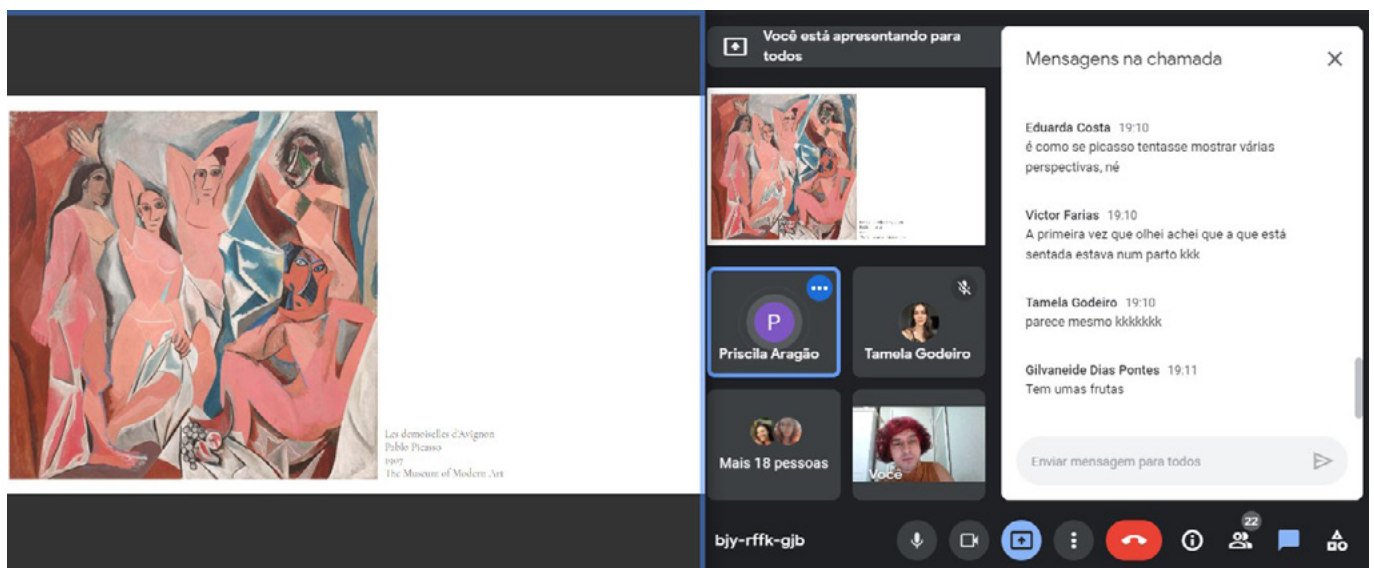 Les demoiselles d'Avignon
Pablo Picasso
1907
The Museum of Modern Art
Você está apresentando para
todos
P
Priscila Aragão
Tamela Godeiro
Mais 18 pessoas
Você
bjy-rffk-gjb
22
Mensagens na chamada
Eduarda Costa 19:10
é como se picasso tentasse mostrar várias
perspectivas, né
Victor Farias 19:10
A primeira vez que olhei achei que a que está
sentada estava num parto kkk
Tamela Godeiro 19:10
parece mesmo kkkkkkk
Gilvaneide Dias Pontes 19:11
Tem umas frutas
Enviar mensagem para todos